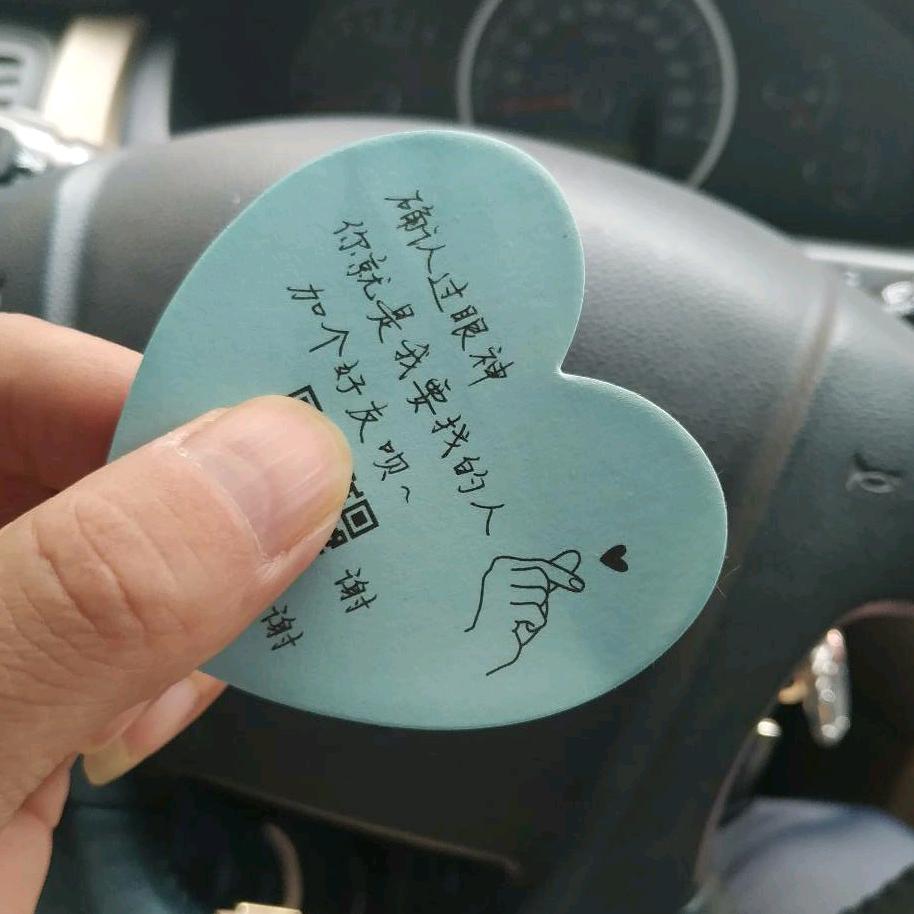 确认过眼神
你就是我要找的人
加个好友呗~
谢
谢